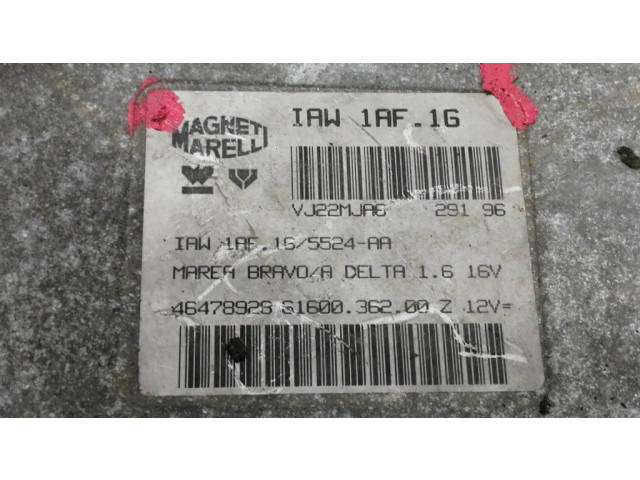 MAGNETI
MARELLI
IAW 1AF.16
VJ22MJA6 291 96
IAW 1AF.16/5524-AA
MAREA BRAVO/A DELTA 1.6 16V
46478928 61600.362.00 Z 12V=